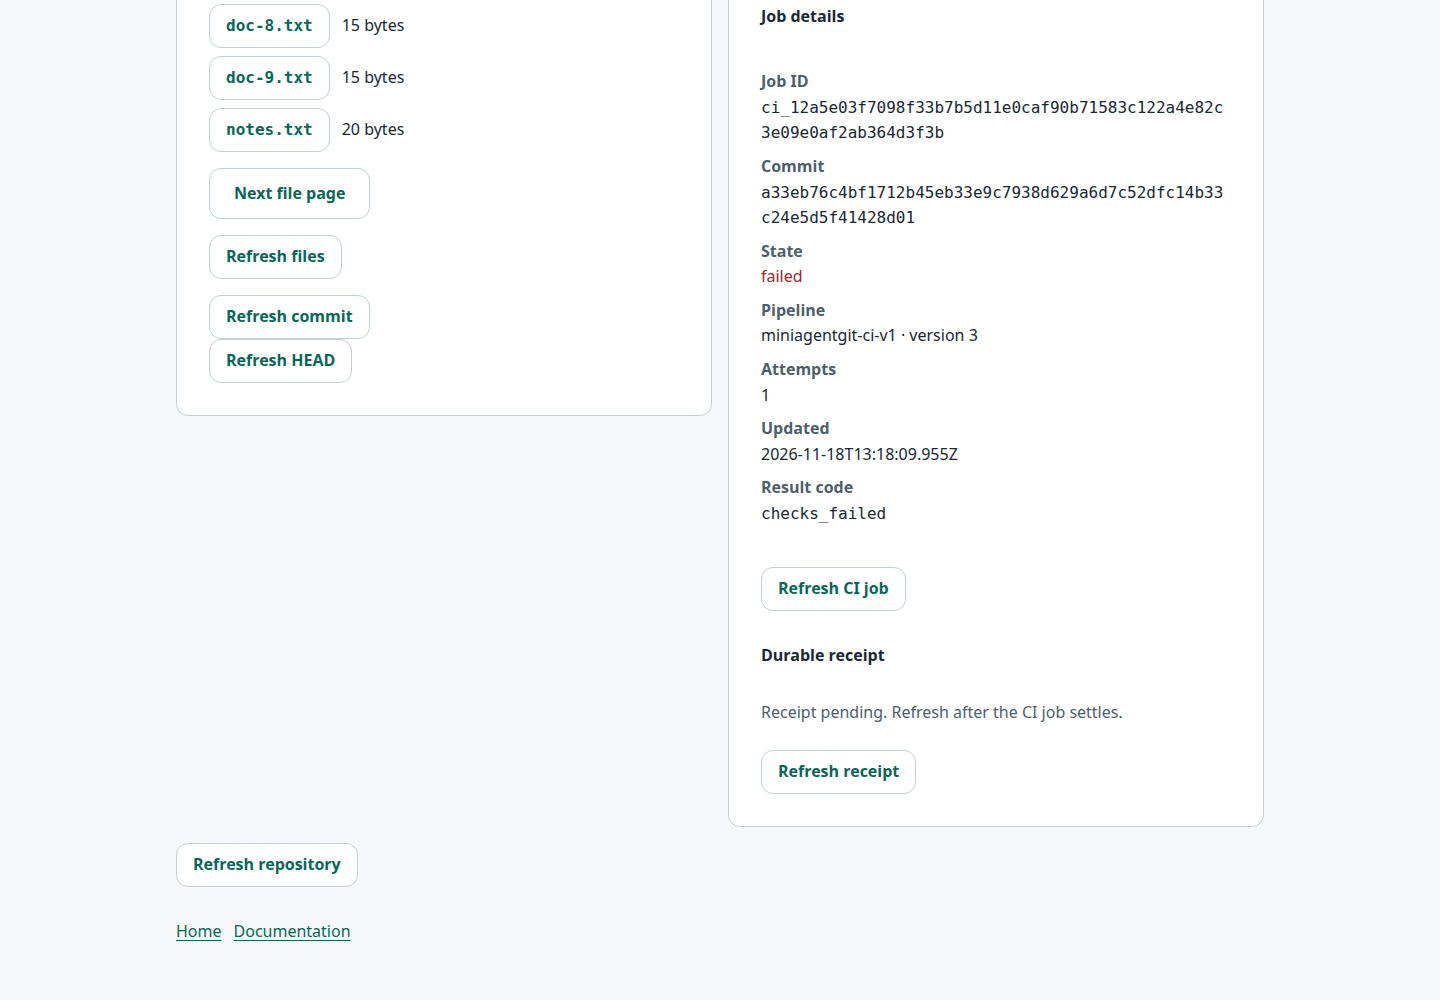 doc-8.txt 15 bytes
doc-9.txt 15 bytes
notes.txt 20 bytes
Next file page
Refresh files
Refresh commit
Refresh HEAD
Job details
Job ID
ci_12a5e03f7098f33b7b5d11e0caf90b71583c122a4e82c
3e09e0af2ab364d3f3b
Commit
a33eb76c4bf1712b45eb33e9c7938d629a6d7c52dfc14b33
c24e5d5f41428d01
State
failed
Pipeline
miniagentgit-ci-v1 · version 3
Attempts
1
Updated
2026-11-18T13:18:09.955Z
Result code
checks_failed
Refresh CI job
Durable receipt
Receipt pending. Refresh after the CI job settles.
Refresh receipt
Refresh repository
Home Documentation